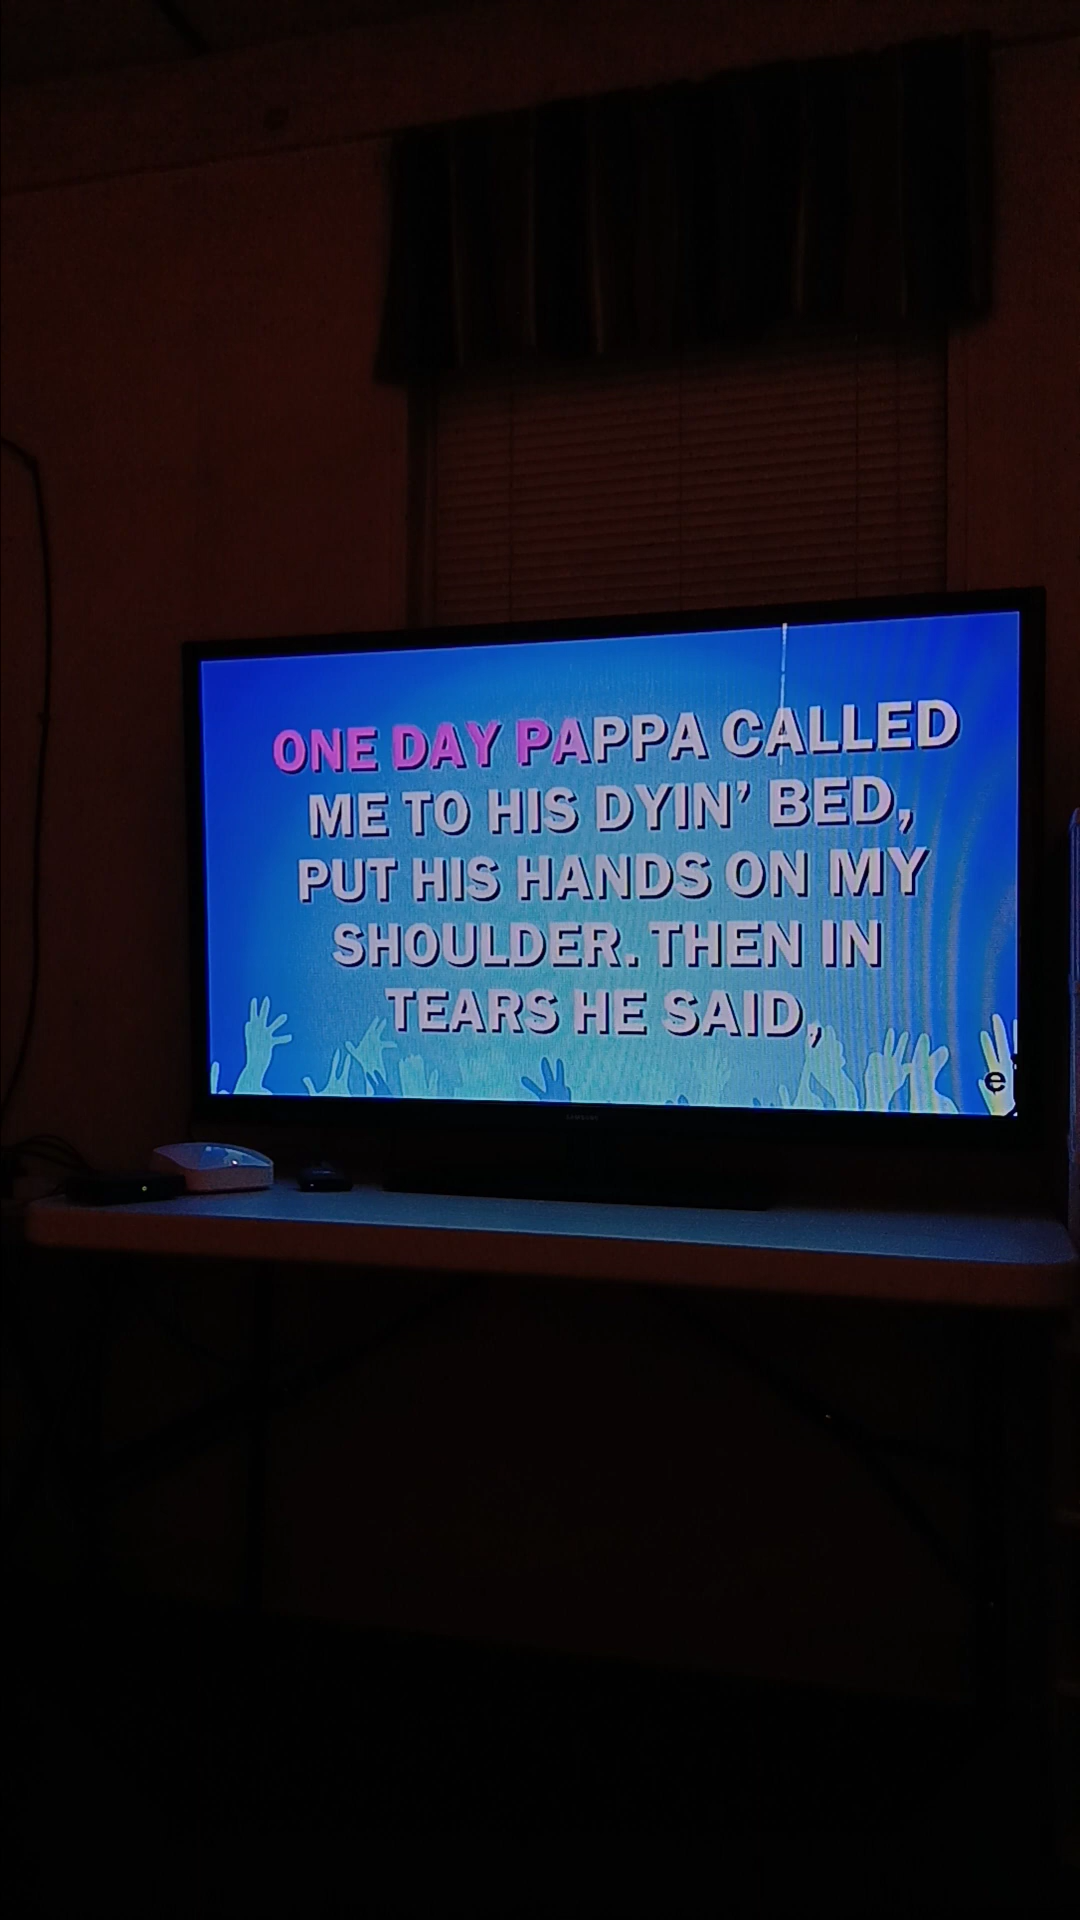 ONE DAY PAPPA CALLED
ME TO HIS DYIN' BED,
PUT HIS HANDS ON MY
SHOULDER. THEN IN
TEARS HE SAID,
e
SAMSUNG